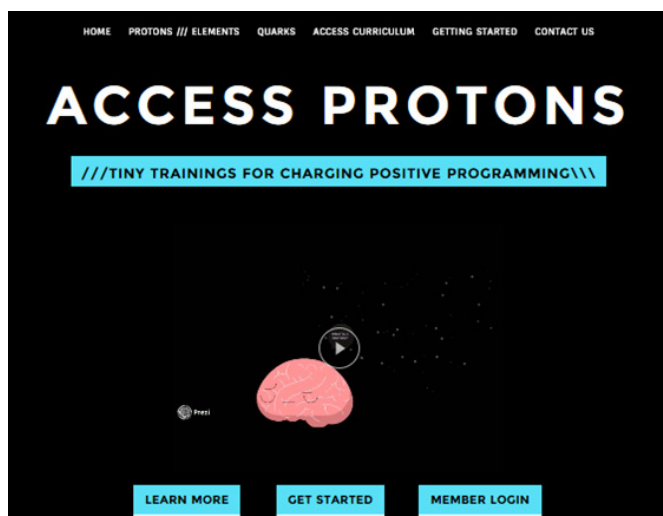 HOME PROTONS /// ELEMENTS QUARKS ACCESS CURRICULUM GETTING STARTED CONTACT US
ACCESS PROTONS
///TINY TRAININGS FOR CHARGING POSITIVE PROGRAMMING\\\
Prezi
LEARN MORE GET STARTED MEMBER LOGIN